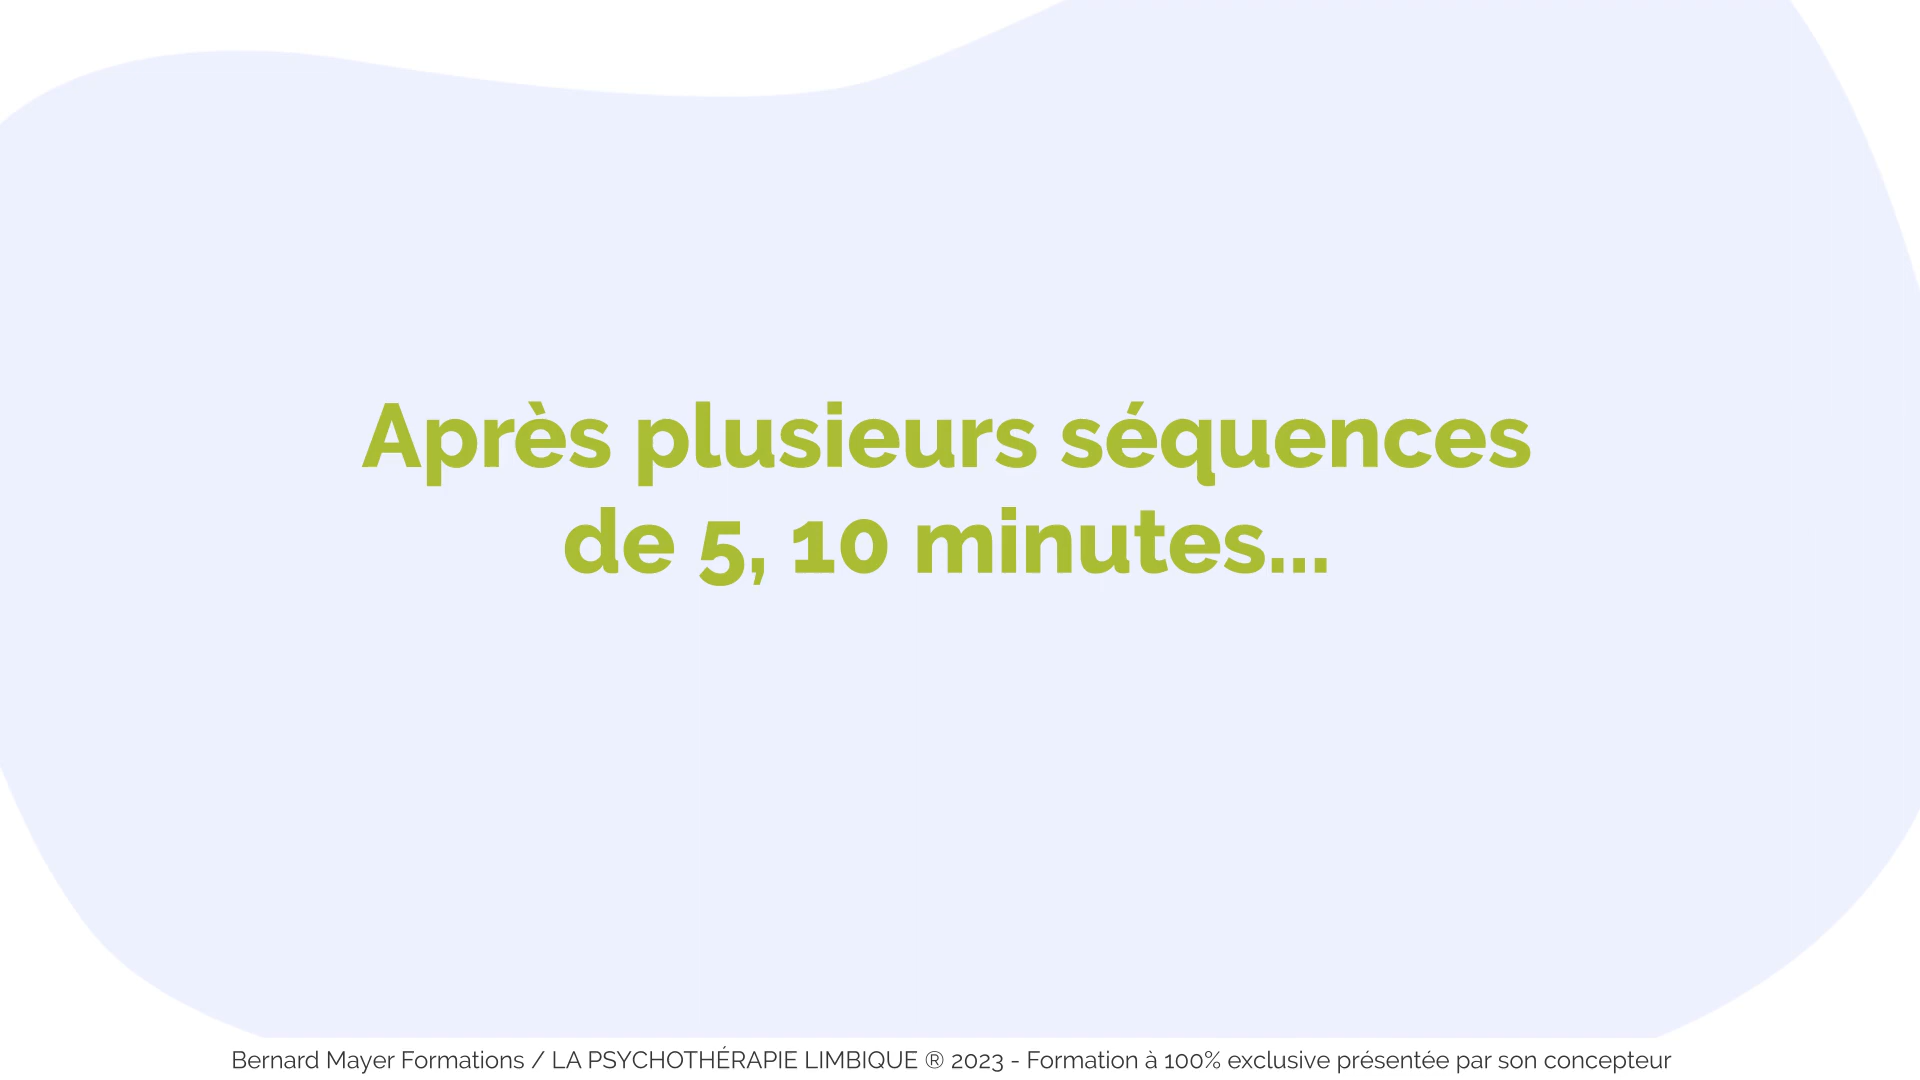 Après plusieurs séquences
de 5, 10 minutes...
Bernard Mayer Formations / LA PSYCHOTHÉRAPIE LIMBIQUE ® 2023 - Formation à 100% exclusive présentée par son concepteur